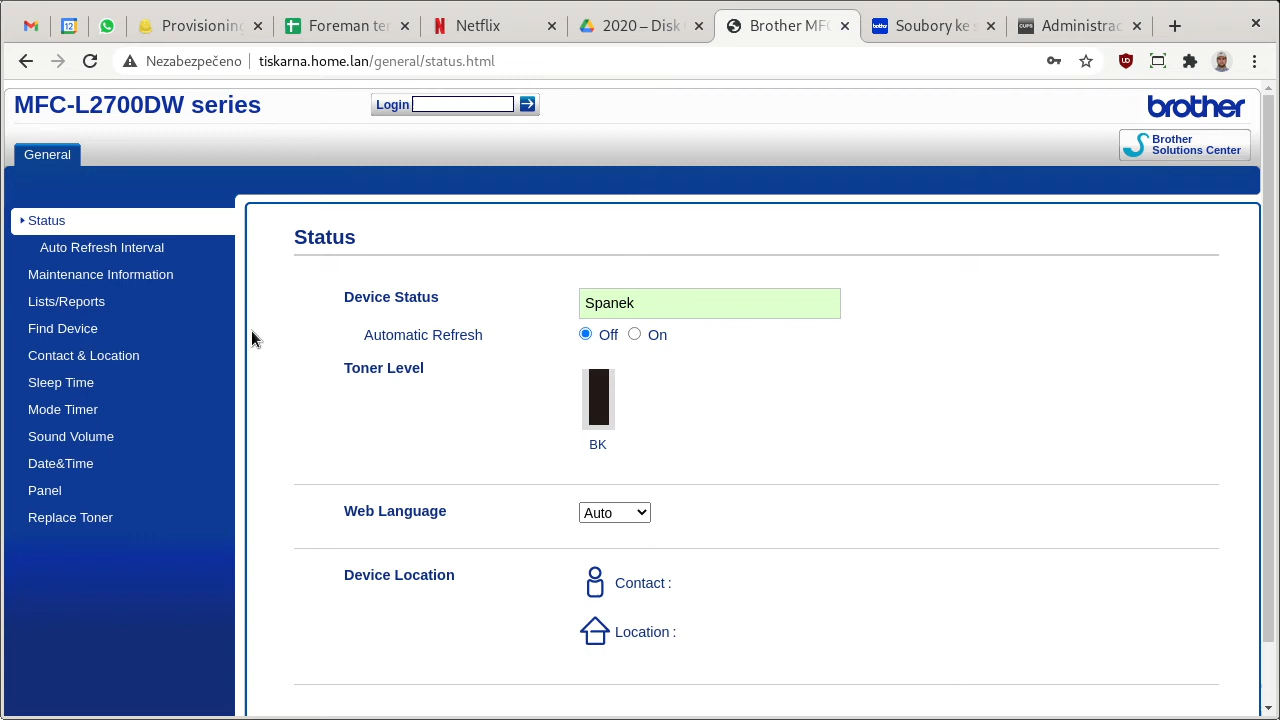 Provisioning
Foreman ter
Netflix
2020 – Disk
Brother MFC
Soubory ke s
Administrac
Nezabezpečeno
tiskarna.home.lan/general/status.html
MFC-L2700DW series
Login
brother
Brother
Solutions Center
General
Status
Auto Refresh Interval
Maintenance Information
Lists/Reports
Find Device
Contact & Location
Sleep Time
Mode Timer
Sound Volume
Date&Time
Panel
Replace Toner
Status
Device Status
Spanek
Automatic Refresh
Off On
Toner Level
BK
Web Language
Auto
Device Location
Contact :
Location :